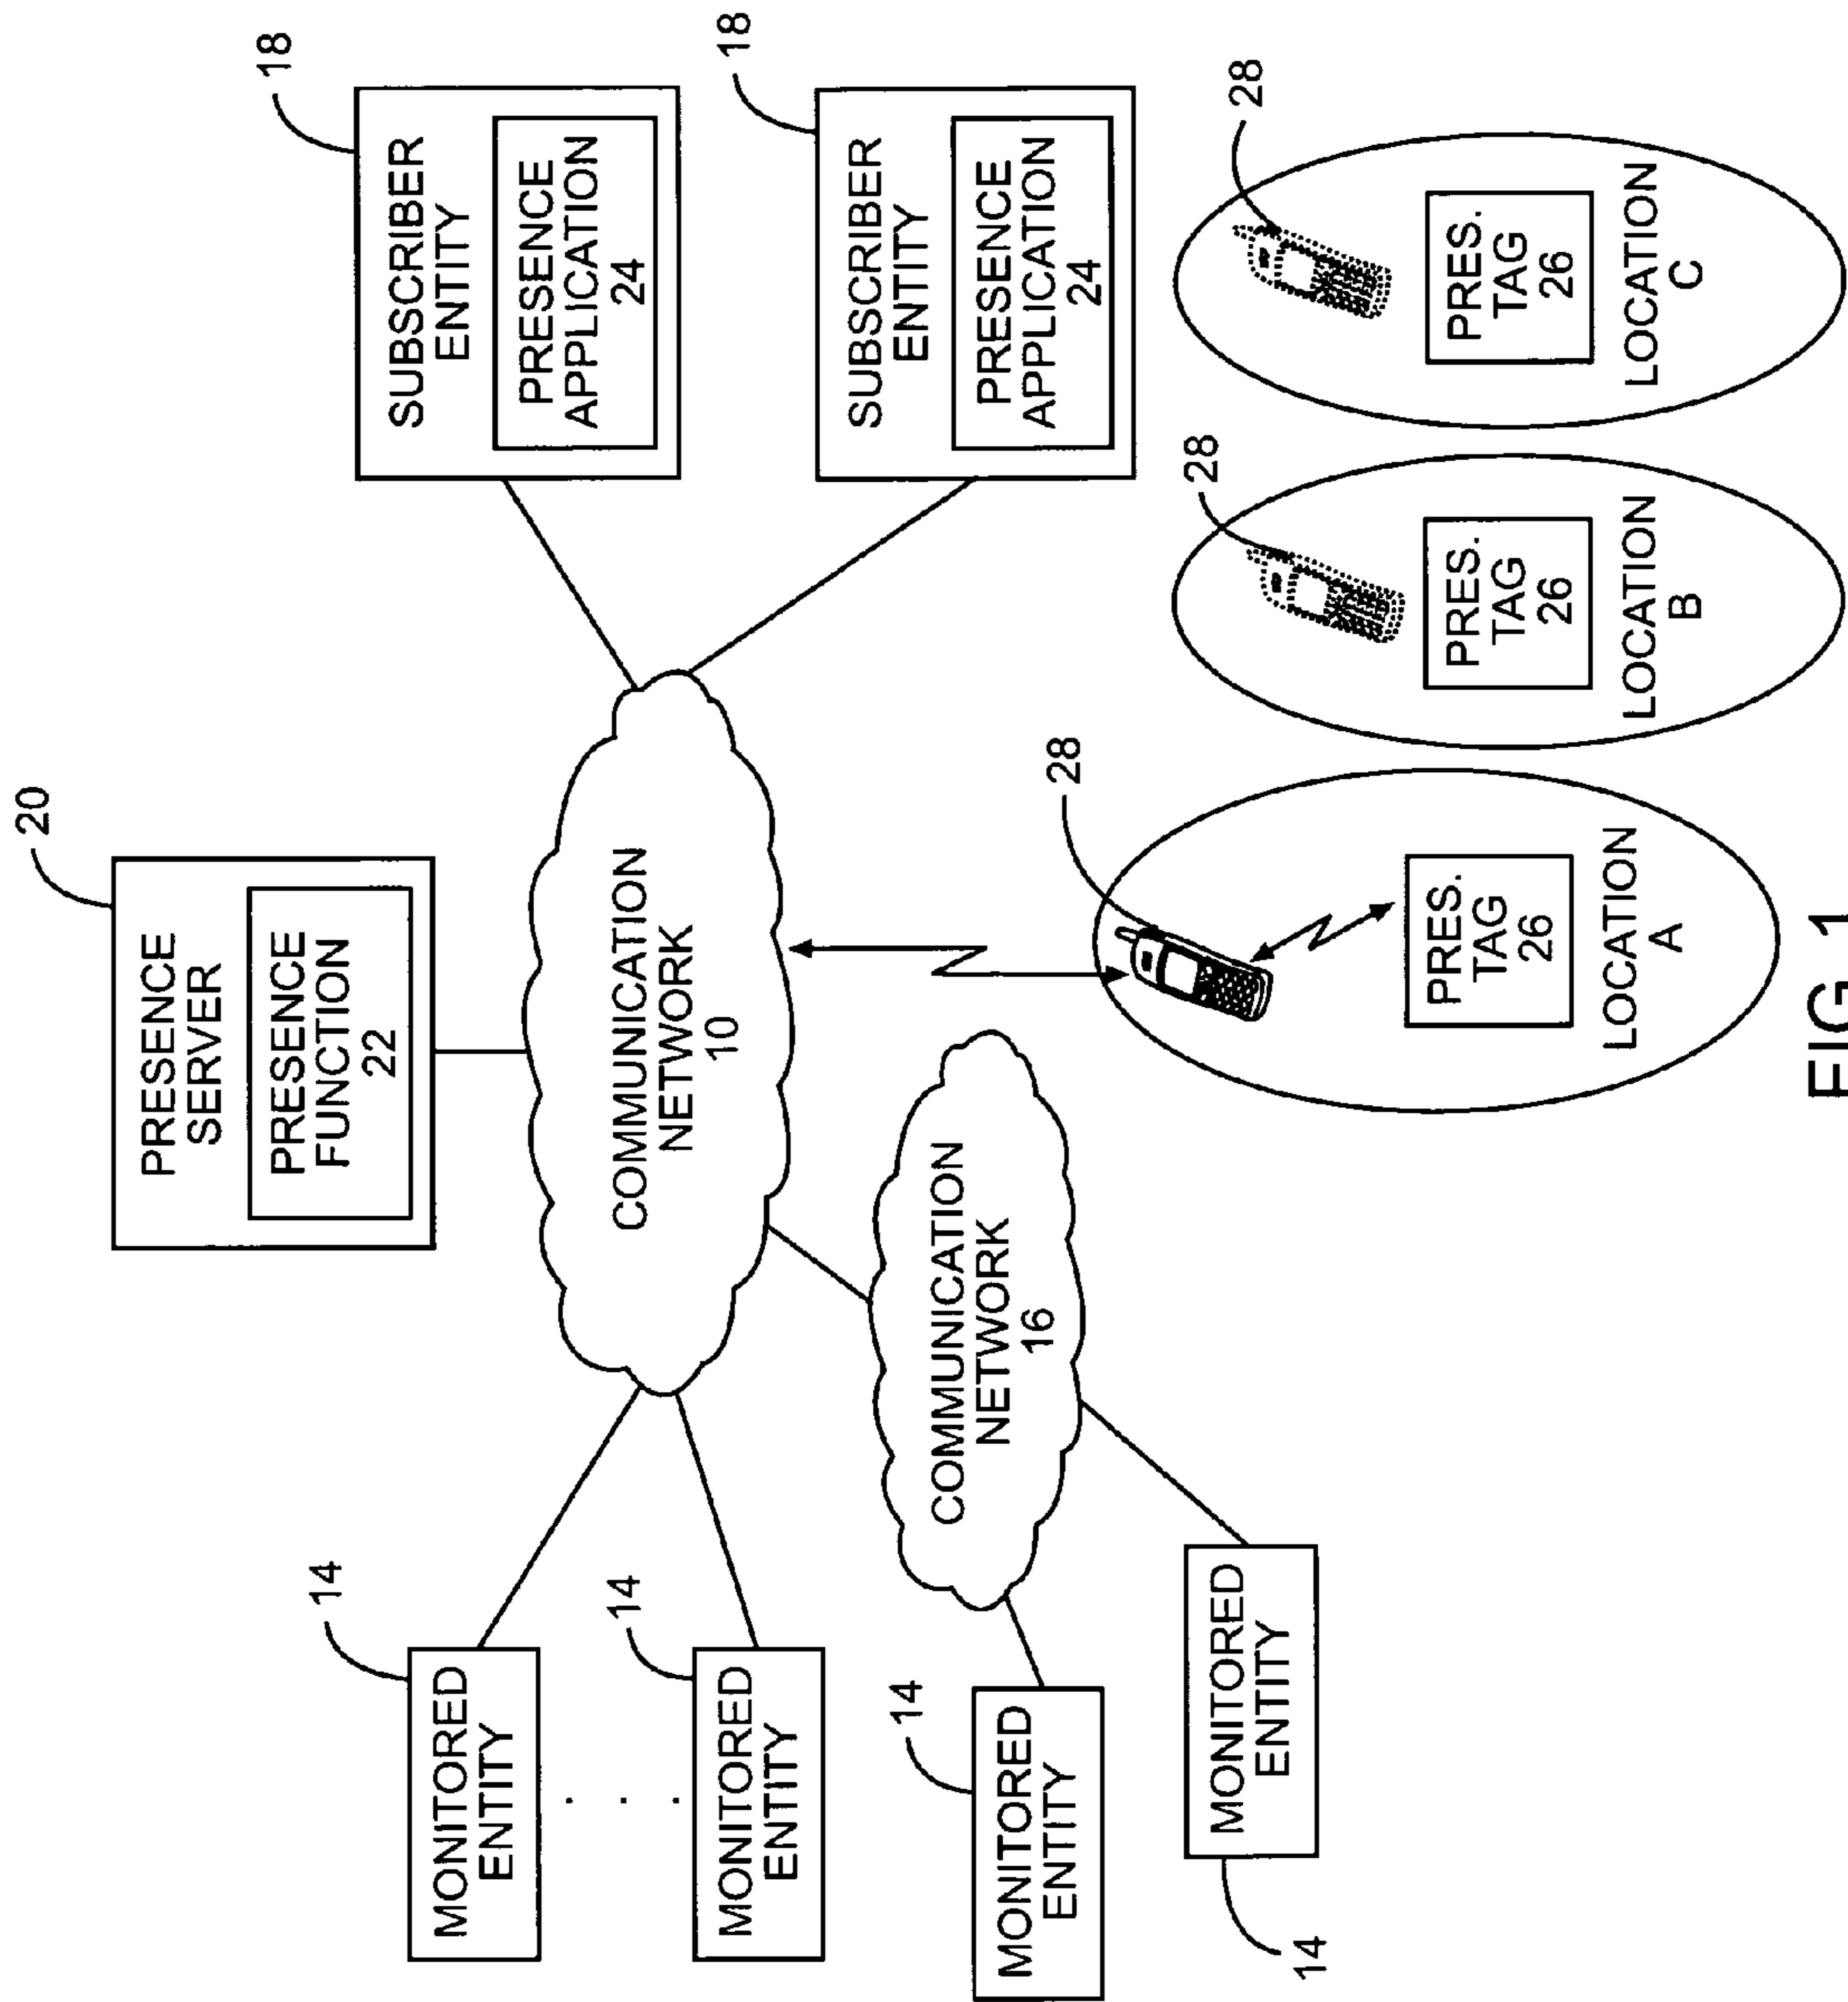 20
PRESENCE
SERVER
PRESENCE
FUNCTION
22
18
SUBSCRIBER
ENTITY
PRESENCE
APPLICATION
24
18
SUBSCRIBER
ENTITY
PRESENCE
APPLICATION
24
COMMUNICATION
NETWORK
10
14
MONITORED
ENTITY
. . .
14
MONITORED
ENTITY
COMMUNICATION
NETWORK
16
14
MONITORED
ENTITY
14
MONITORED
ENTITY
28
PRES.
TAG
26
LOCATION
A
28
PRES.
TAG
26
LOCATION
B
28
PRES.
TAG
26
LOCATION
C
FIG. 1